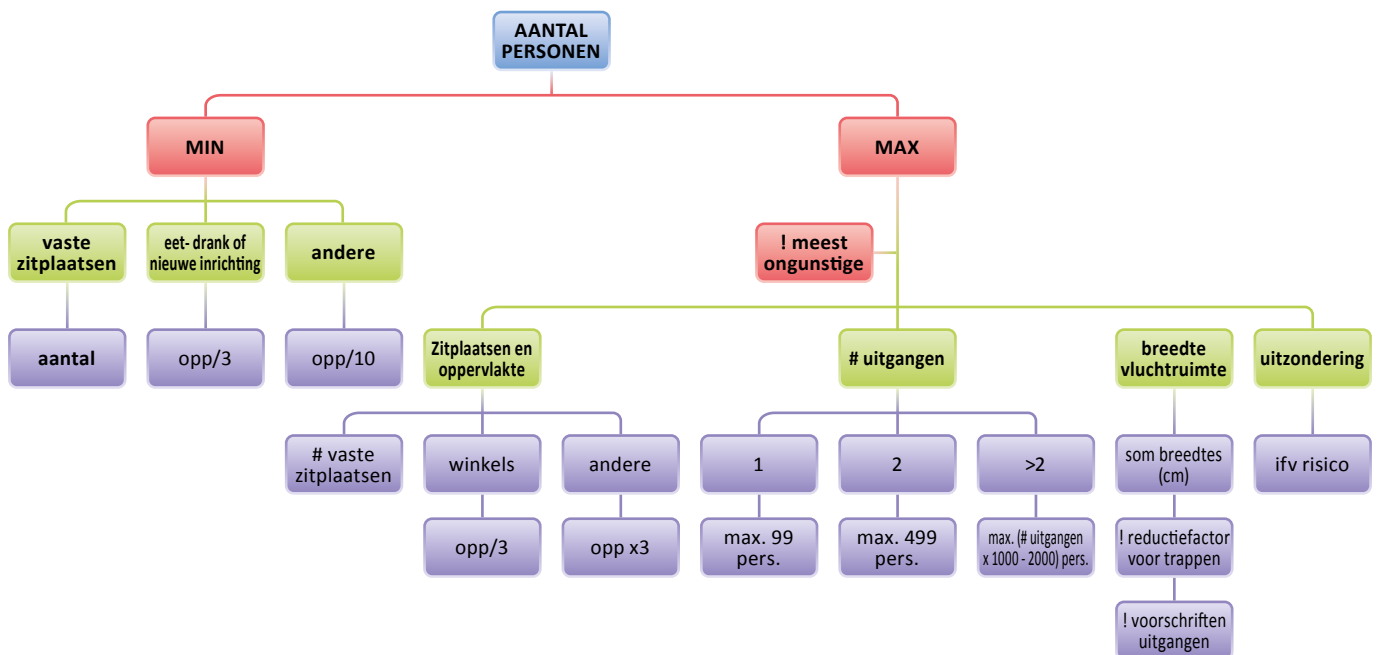 AANTAL
PERSONEN
MIN
MAX
vaste
zitplaatsen
eet- drank of
nieuwe inrichting
andere
! meest
ongunstige
aantal
opp/3
opp/10
Zitplaatsen en
oppervlakte
# uitgangen
breedte
vluchtruimte
uitzondering
# vaste
zitplaatsen
winkels
andere
1
2
>2
som breedtes
(cm)
ifv risico
opp/3
opp x3
max. 99
pers.
max. 499
pers.
max. (# uitgangen
x 1000 - 2000) pers.
! reductiefactor
voor trappen
! voorschriften
uitgangen